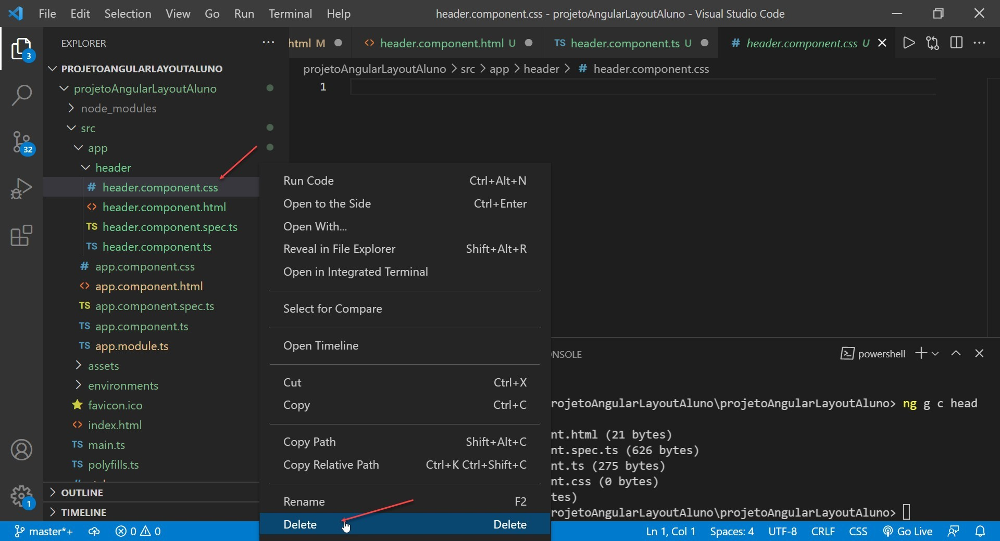 File Edit Selection View Go Run Terminal Help header.component.css - projetoAngularLayoutAluno - Visual Studio Code
EXPLORER
html M header.component.html U TS header.component.ts U # header.component.css U
3
PROJETOANGULARLAYOUTALUNO
projetoAngularLayoutAluno > src > app > header > # header.component.css
projetoAngularLayoutAluno
1
node_modules
src
32
app
header
# header.component.css
<> header.component.html
TS header.component.spec.ts
TS header.component.ts
# app.component.css
<> app.component.html
TS app.component.spec.ts
TS app.component.ts
TS app.module.ts
assets
environments
favicon.ico
<> index.html
TS main.ts
TS polyfills.ts
OUTLINE
1
TIMELINE
Run Code Ctrl+Alt+N
Open to the Side Ctrl+Enter
Open With...
Reveal in File Explorer Shift+Alt+R
Open in Integrated Terminal
Select for Compare
Open Timeline
Cut Ctrl+X
Copy Ctrl+C
Copy Path Shift+Alt+C
Copy Relative Path Ctrl+K Ctrl+Shift+C
Rename F2
Delete Delete
NSOLE
powershell
rojetoAngularLayoutAluno\projetoAngularLayoutAluno> ng g c head
nt.html (21 bytes)
nt.spec.ts (626 bytes)
nt.ts (275 bytes)
nt.css (0 bytes)
tes)
rojetoAngularLayoutAluno\projetoAngularLayoutAluno>
master*+ 0 0 Ln 1, Col 1 Spaces: 4 UTF-8 CRLF CSS Go Live